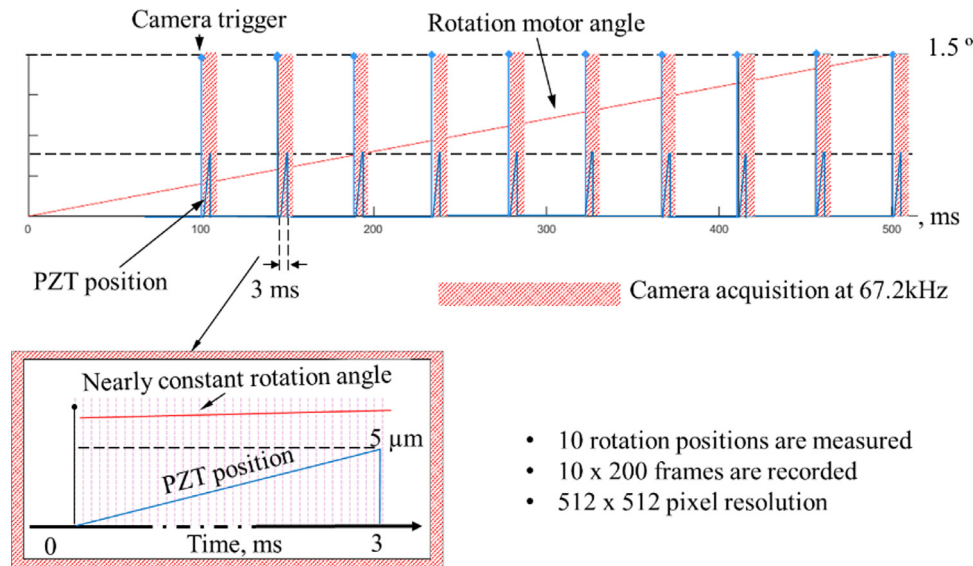 Camera trigger
Rotation motor angle
1.5 º
0
100
200
300
400
500
, ms
PZT position
3 ms
Camera acquisition at 67.2kHz
Nearly constant rotation angle
5 µm
PZT position
0
Time, ms
3
• 10 rotation positions are measured
• 10 x 200 frames are recorded
• 512 x 512 pixel resolution